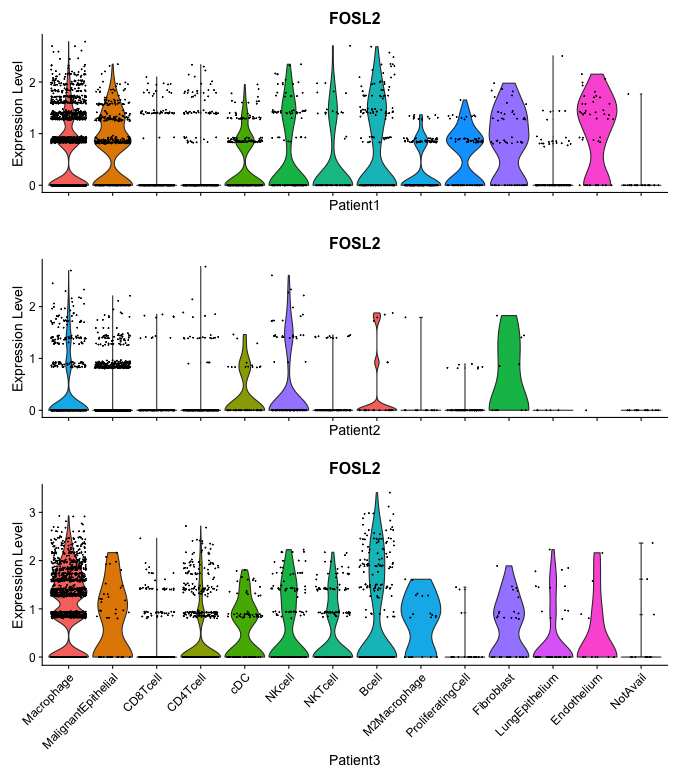 FOSL2
Expression Level
2
1
0
Patient1
FOSL2
Expression Level
2
1
0
Patient2
FOSL2
Expression Level
3
2
1
0
Macrophage
MalignantEpithelial
CD8Tcell
CD4Tcell
cDC
NKcell
NKTcell
Bcell
M2Macrophage
ProliferatingCell
Fibroblast
LungEpithelium
Endothelium
NotAvail
Patient3